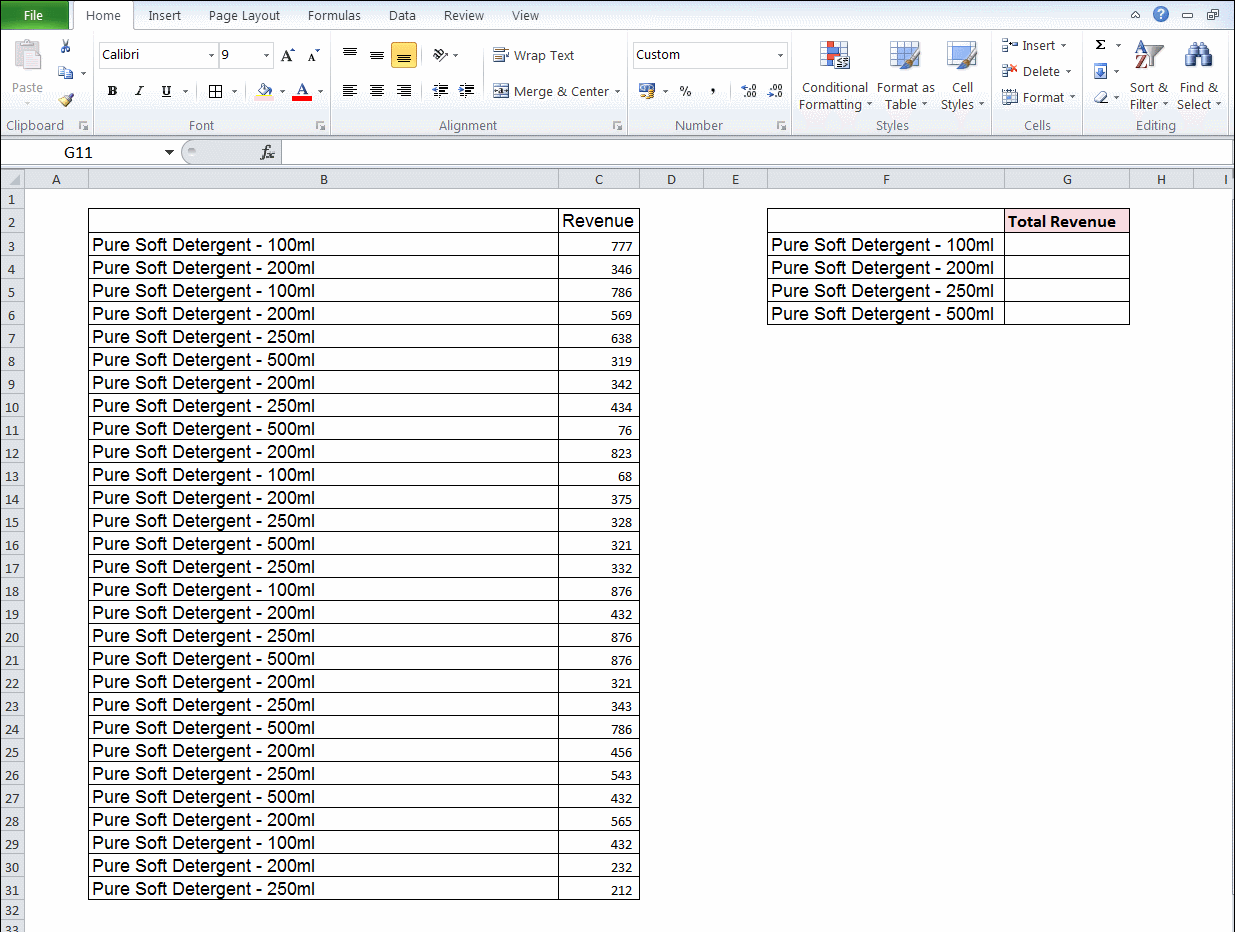 File Home Insert Page Layout Formulas Data Review View
Paste
Calibri 9
Wrap Text
Custom
B I U A
Merge & Center
% ,
Conditional Formatting
Format as Table
Cell Styles
Insert
Delete
Format
Σ
Sort & Filter
Find & Select
Clipboard Font Alignment Number Styles Cells Editing
G11 fx
A B C D E F G H I
1
2 Revenue Total Revenue
3 Pure Soft Detergent - 100ml 777 Pure Soft Detergent - 100ml
4 Pure Soft Detergent - 200ml 346 Pure Soft Detergent - 200ml
5 Pure Soft Detergent - 100ml 786 Pure Soft Detergent - 250ml
6 Pure Soft Detergent - 200ml 569 Pure Soft Detergent - 500ml
7 Pure Soft Detergent - 250ml 638
8 Pure Soft Detergent - 500ml 319
9 Pure Soft Detergent - 200ml 342
10 Pure Soft Detergent - 250ml 434
11 Pure Soft Detergent - 500ml 76
12 Pure Soft Detergent - 200ml 823
13 Pure Soft Detergent - 100ml 68
14 Pure Soft Detergent - 200ml 375
15 Pure Soft Detergent - 250ml 328
16 Pure Soft Detergent - 500ml 321
17 Pure Soft Detergent - 250ml 332
18 Pure Soft Detergent - 100ml 876
19 Pure Soft Detergent - 200ml 432
20 Pure Soft Detergent - 250ml 876
21 Pure Soft Detergent - 500ml 876
22 Pure Soft Detergent - 200ml 321
23 Pure Soft Detergent - 250ml 343
24 Pure Soft Detergent - 500ml 786
25 Pure Soft Detergent - 200ml 456
26 Pure Soft Detergent - 250ml 543
27 Pure Soft Detergent - 500ml 432
28 Pure Soft Detergent - 200ml 565
29 Pure Soft Detergent - 100ml 432
30 Pure Soft Detergent - 200ml 232
31 Pure Soft Detergent - 250ml 212
32
33